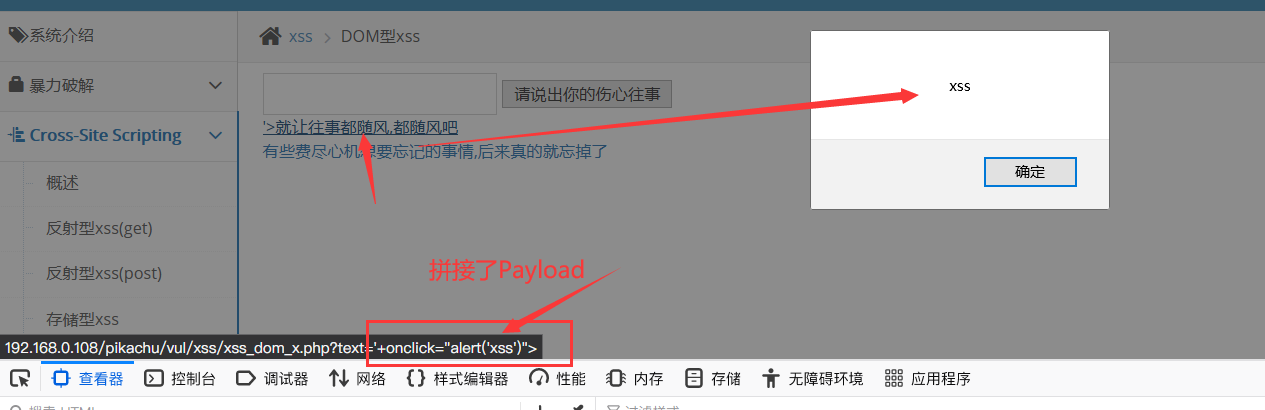 系统介绍
xss > DOM型xss
暴力破解
请说出你的伤心往事
xss
'>就让往事都随风,都随风吧
有些费尽心机想要忘记的事情,后来真的就忘掉了
确定
Cross-Site Scripting
概述
反射型xss(get)
反射型xss(post)
存储型xss
拼接了Payload
192.168.0.108/pikachu/vul/xss/xss_dom_x.php?text='+onclick="alert('xss')">
查看器 控制台 调试器 网络 样式编辑器 性能 内存 存储 无障碍环境 应用程序
搜索 HTML
过滤样式